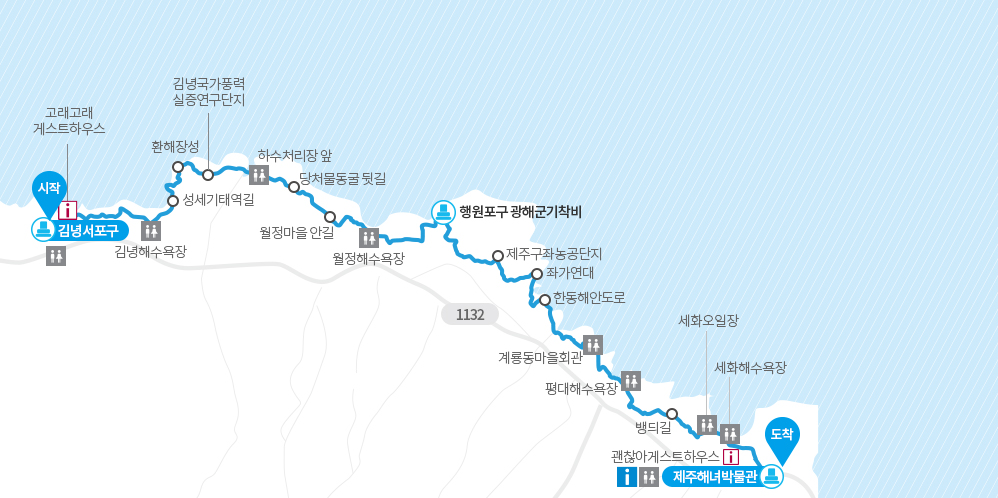 김녕국가풍력
실증연구단지
고래고래
게스트하우스
환해장성
하수처리장 앞
당처물동굴 뒷길
시작
성세기태역길
김녕서포구
월정마을 안길
행원포구 광해군기착비
김녕해수욕장
월정해수욕장
제주구좌농공단지
좌가연대
한동해안도로
1132
세화오일장
계룡동마을회관
세화해수욕장
평대해수욕장
뱅듸길
도착
괜찮아게스트하우스
제주해녀박물관